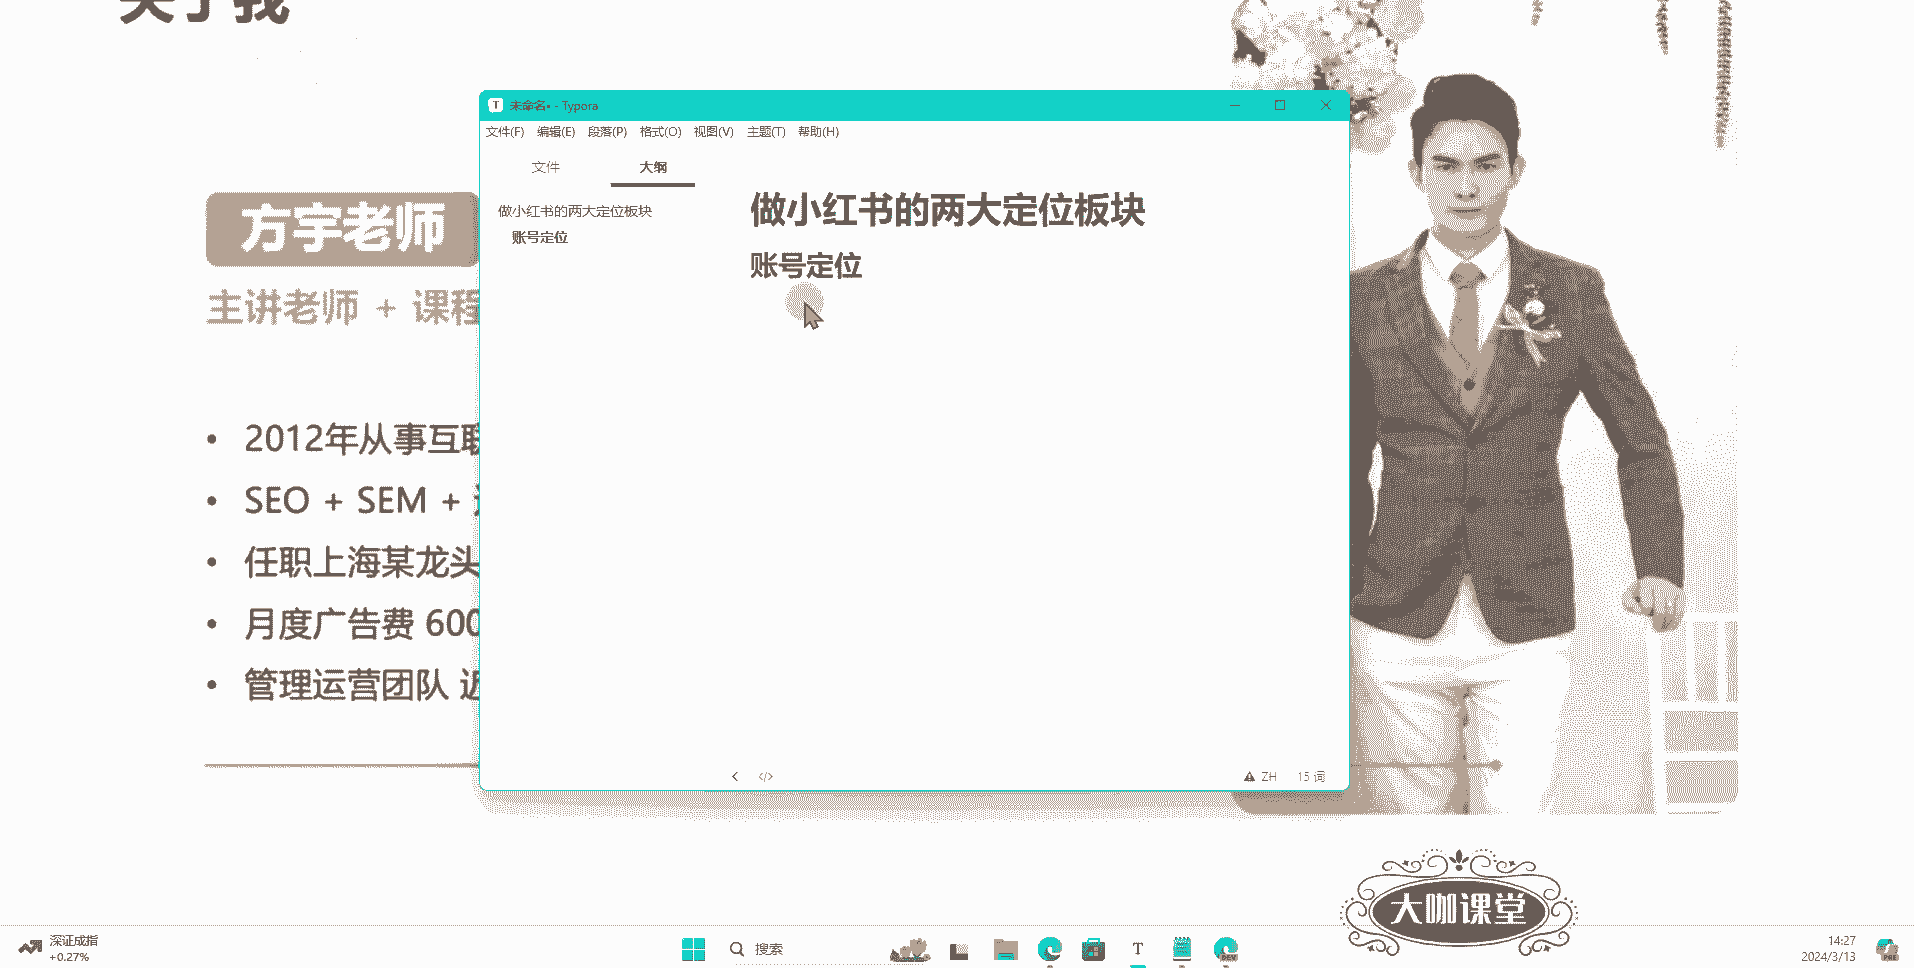 关于我
方宇老师
主讲老师 + 课程
• 2012年从事互联
• SEO + SEM +
• 任职上海某龙头
• 月度广告费 600
• 管理运营团队 近
未命名• - Typora
文件(F) 编辑(E) 段落(P) 格式(O) 视图(V) 主题(T) 帮助(H)
文件 大纲
做小红书的两大定位板块
账号定位
做小红书的两大定位板块
账号定位
ZH 15 词
大咖课堂
深证成指
+0.27%
搜索
14:27
2024/3/13